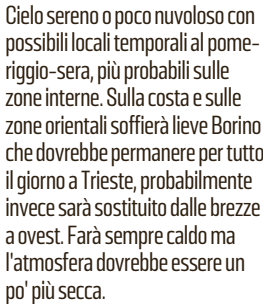 Cielo sereno o poco nuvoloso con
possibili locali temporali al pome-
riggio-sera, più probabili sulle
zone interne. Sulla costa e sulle
zone orientali soffierà lieve Borino
che dovrebbe permanere per tutto
il giorno a Trieste, probabilmente
invece sarà sostituito dalle brezze
a ovest. Farà sempre caldo ma
l'atmosfera dovrebbe essere un
po' più secca.